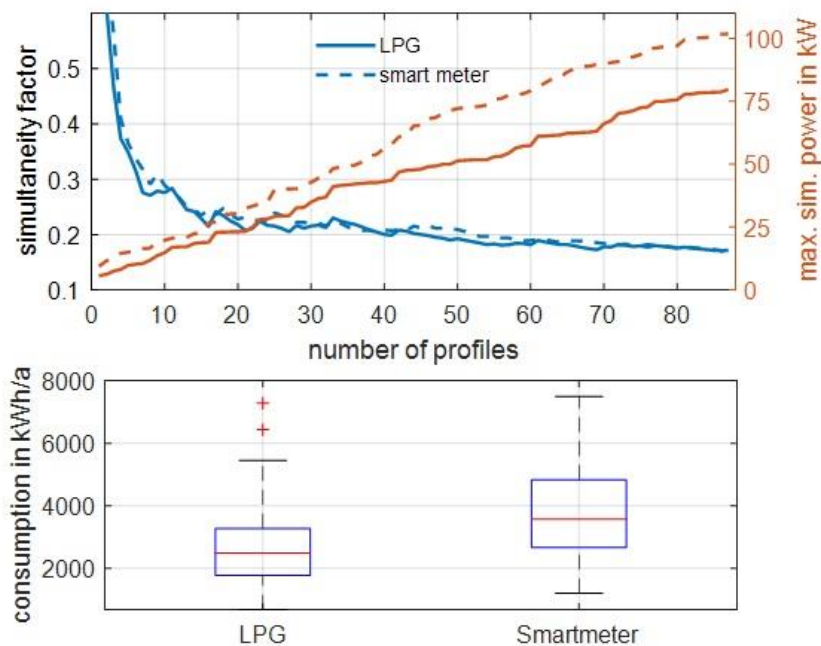 simultaneity factor
0.5
0.4
0.3
0.2
0.1
LPG
smart meter
100
75
50
25
0
max. sim. power in kW
0 10 20 30 40 50 60 70 80
number of profiles
consumption in kWh/a
8000
6000
4000
2000
LPG Smartmeter